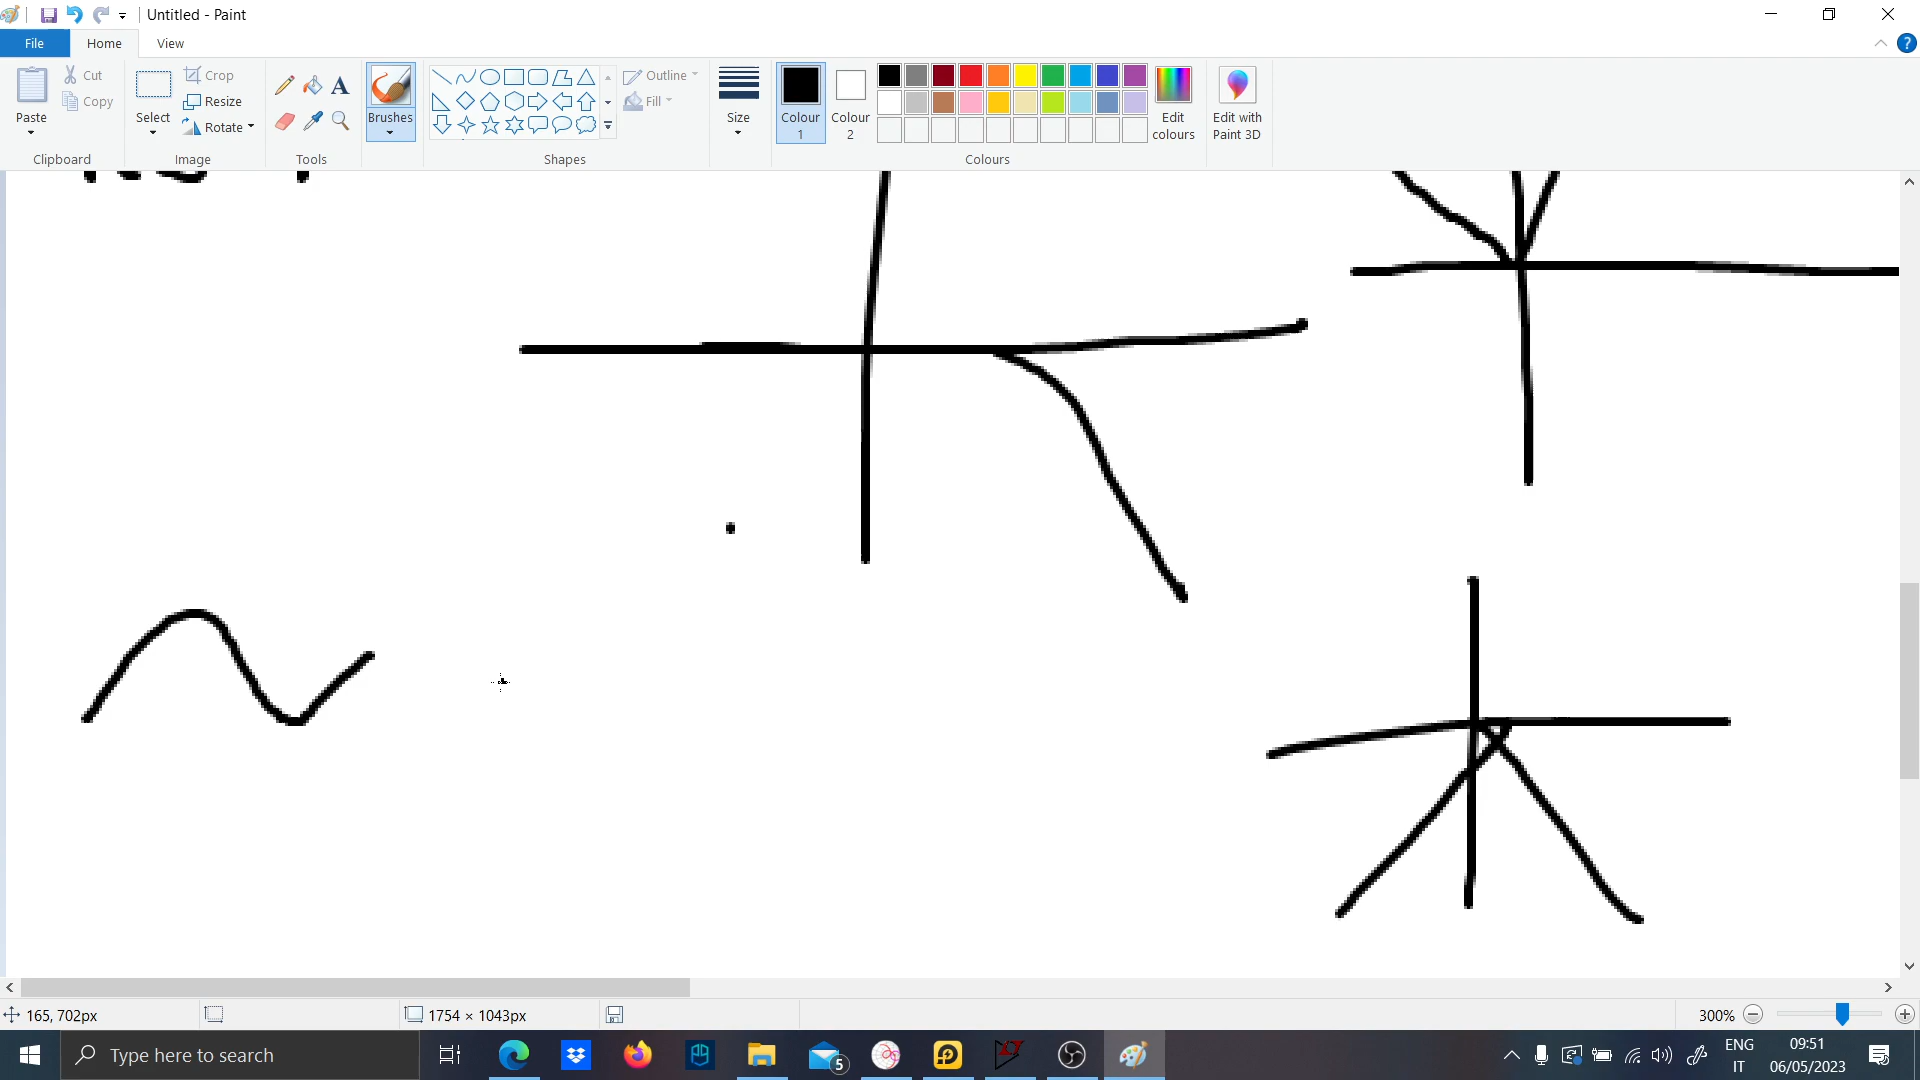 Untitled - Paint
File Home View
Cut
Copy
Paste
Clipboard
Crop
Resize
Rotate
Select
Image
A
Tools
Brushes
Outline
Fill
Shapes
Size
Colour 1
Colour 2
Edit colours
Colours
Edit with Paint 3D
165, 702px
1754 × 1043px
300%
Type here to search
5
ENG
IT
09:51
06/05/2023